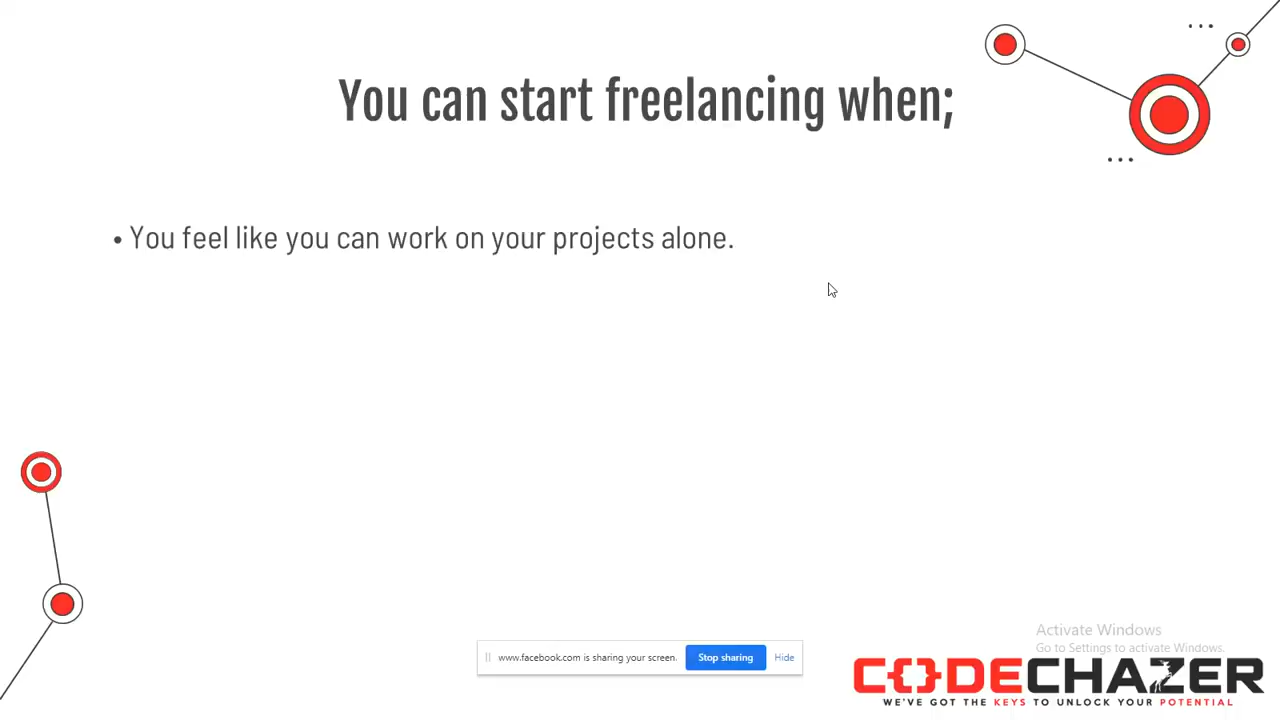 You can start freelancing when;
• You feel like you can work on your projects alone.
www.facebook.com is sharing your screen.
Stop sharing
Hide
Activate Windows
Go to Settings to activate Windows.
CODECHAZER
WE'VE GOT THE KEYS TO UNLOCK YOUR POTENTIAL